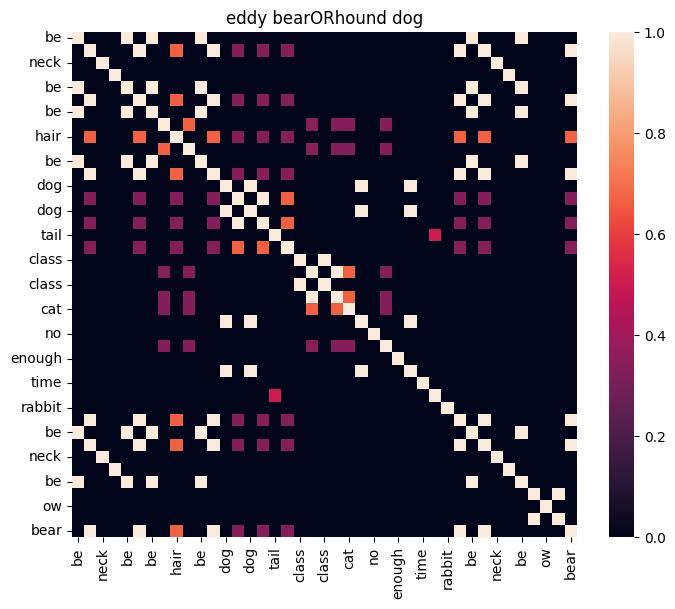 eddy bearORhound dog
be
neck
be
be
hair
be
dog
dog
tail
class
class
cat
no
enough
time
rabbit
be
neck
be
ow
bear
1.0
0.8
0.6
0.4
0.2
0.0
be
neck
be
be
hair
be
dog
dog
tail
class
class
cat
no
enough
time
rabbit
be
neck
be
ow
bear